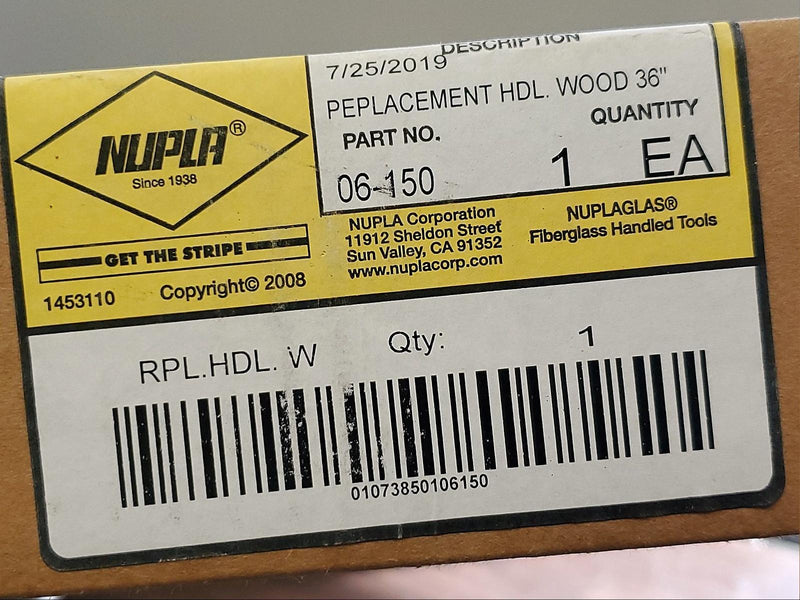 NUPLA®
Since 1938
GET THE STRIPE
1453110 Copyright© 2008
DESCRIPTION
7/25/2019
PEPLACEMENT HDL. WOOD 36"
PART NO. QUANTITY
06-150 1 EA
NUPLA Corporation
11912 Sheldon Street
Sun Valley, CA 91352
www.nuplacorp.com
NUPLAGLAS®
Fiberglass Handled Tools
RPL.HDL. W Qty: 1
01073850106150